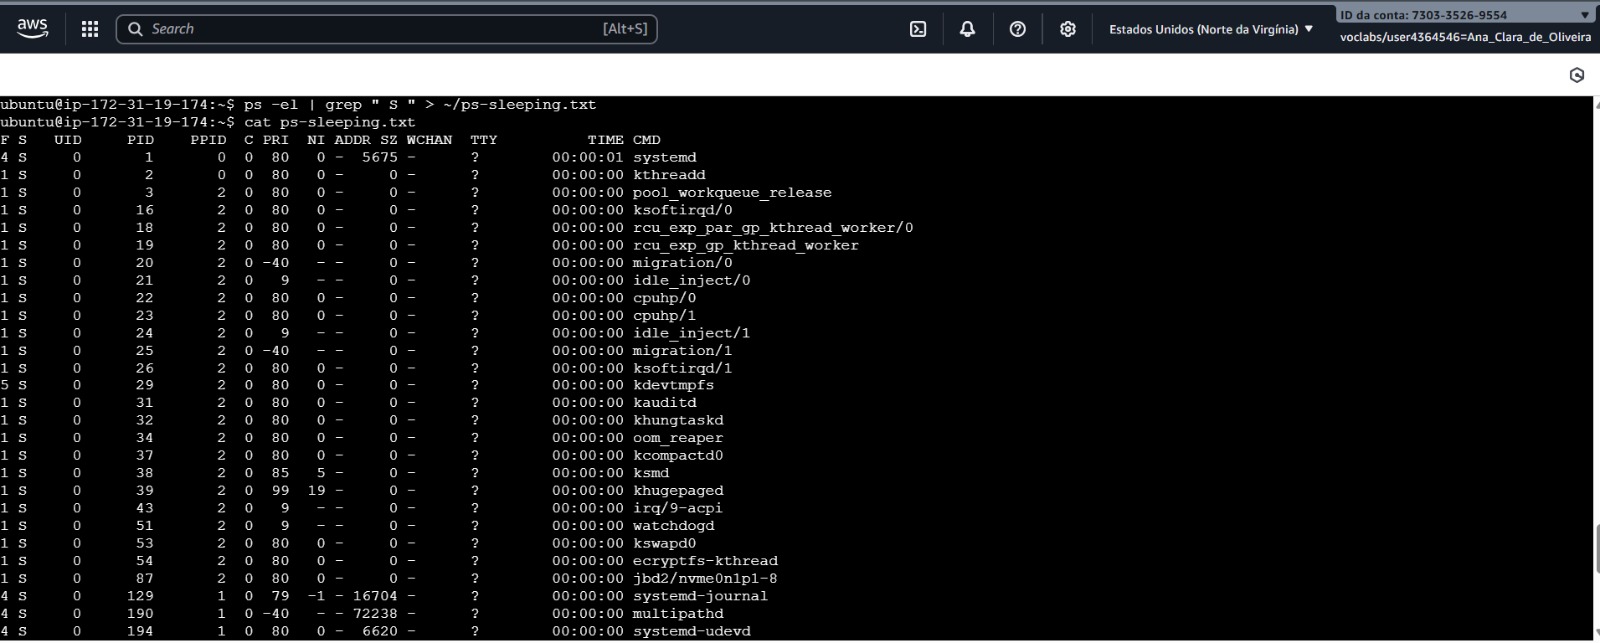 aws
Search [Alt+S]
Estados Unidos (Norte da Virgínia) ▼
ID da conta: 7303-3526-9554 ▼
voclabs/user4364546=Ana_Clara_de_Oliveira
ubuntu@ip-172-31-19-174:~$ ps -el | grep " S " > ~/ps-sleeping.txt
ubuntu@ip-172-31-19-174:~$ cat ps-sleeping.txt
F S   UID     PID    PPID  C PRI  NI ADDR SZ WCHAN  TTY          TIME CMD
4 S     0       1       0  0  80   0 -  5675 -      ?        00:00:01 systemd
1 S     0       2       0  0  80   0 -     0 -      ?        00:00:00 kthreadd
1 S     0       3       2  0  80   0 -     0 -      ?        00:00:00 pool_workqueue_release
1 S     0      16       2  0  80   0 -     0 -      ?        00:00:00 ksoftirqd/0
1 S     0      18       2  0  80   0 -     0 -      ?        00:00:00 rcu_exp_par_gp_kthread_worker/0
1 S     0      19       2  0  80   0 -     0 -      ?        00:00:00 rcu_exp_gp_kthread_worker
1 S     0      20       2  0 -40   - -     0 -      ?        00:00:00 migration/0
1 S     0      21       2  0   9   - -     0 -      ?        00:00:00 idle_inject/0
1 S     0      22       2  0  80   0 -     0 -      ?        00:00:00 cpuhp/0
1 S     0      23       2  0  80   0 -     0 -      ?        00:00:00 cpuhp/1
1 S     0      24       2  0   9   - -     0 -      ?        00:00:00 idle_inject/1
1 S     0      25       2  0 -40   - -     0 -      ?        00:00:00 migration/1
1 S     0      26       2  0  80   0 -     0 -      ?        00:00:00 ksoftirqd/1
5 S     0      29       2  0  80   0 -     0 -      ?        00:00:00 kdevtmpfs
1 S     0      31       2  0  80   0 -     0 -      ?        00:00:00 kauditd
1 S     0      32       2  0  80   0 -     0 -      ?        00:00:00 khungtaskd
1 S     0      34       2  0  80   0 -     0 -      ?        00:00:00 oom_reaper
1 S     0      37       2  0  80   0 -     0 -      ?        00:00:00 kcompactd0
1 S     0      38       2  0  85   5 -     0 -      ?        00:00:00 ksmd
1 S     0      39       2  0  99  19 -     0 -      ?        00:00:00 khugepaged
1 S     0      43       2  0   9   - -     0 -      ?        00:00:00 irq/9-acpi
1 S     0      51       2  0   9   - -     0 -      ?        00:00:00 watchdogd
1 S     0      53       2  0  80   0 -     0 -      ?        00:00:00 kswapd0
1 S     0      54       2  0  80   0 -     0 -      ?        00:00:00 ecryptfs-kthread
1 S     0      87       2  0  80   0 -     0 -      ?        00:00:00 jbd2/nvme0n1p1-8
4 S     0     129       1  0  79  -1 - 16704 -      ?        00:00:00 systemd-journal
4 S     0     190       1  0 -40   - - 72238 -      ?        00:00:00 multipathd
4 S     0     194       1  0  80   0 -  6620 -      ?        00:00:00 systemd-udevd